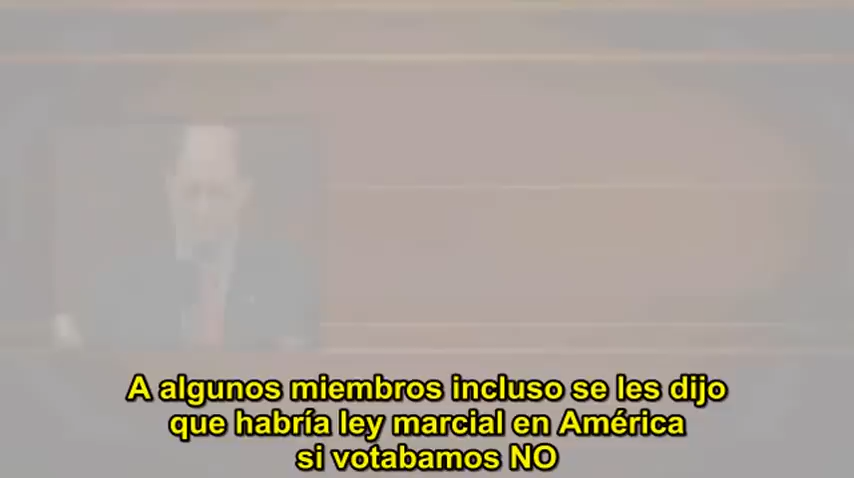 A algunos miembros incluso se les dijo
que habría ley marcial en América
si votabamos NO